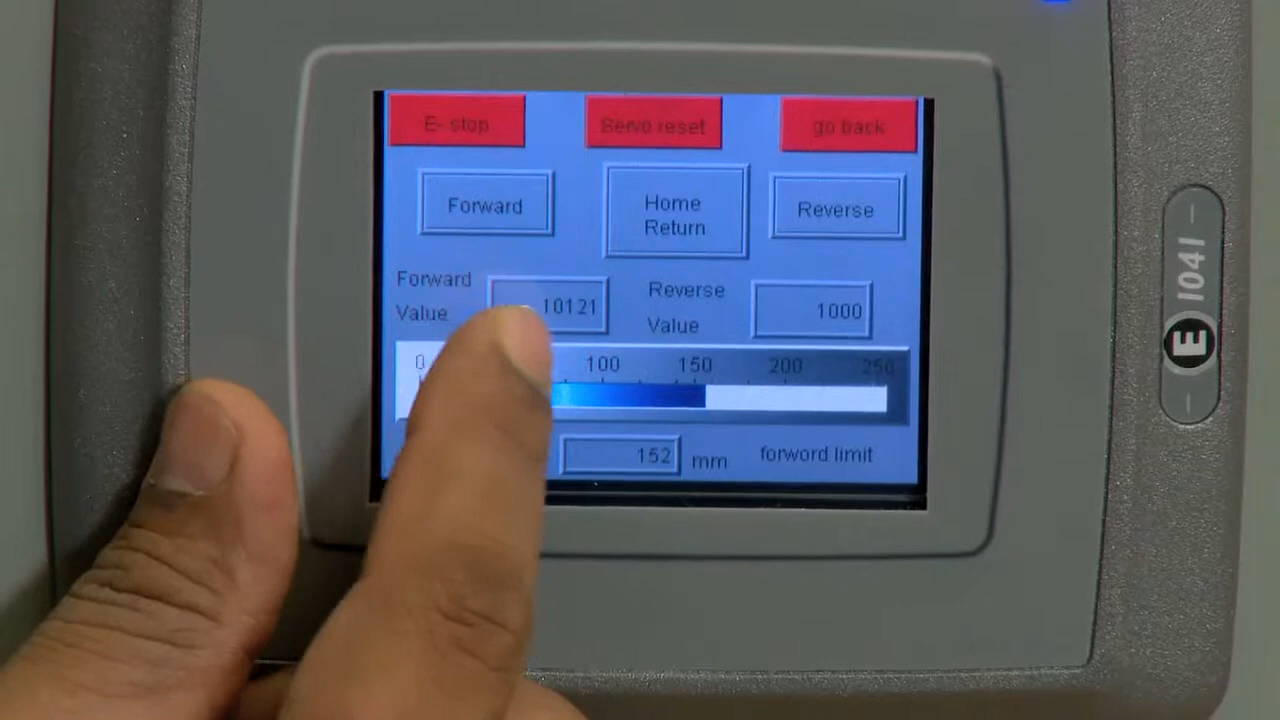 E- stop Servo reset go back
Forward Home Return Reverse
Forward Value 10121 Reverse Value 1000
0 100 150 200 250
152 mm forword limit
E 1041